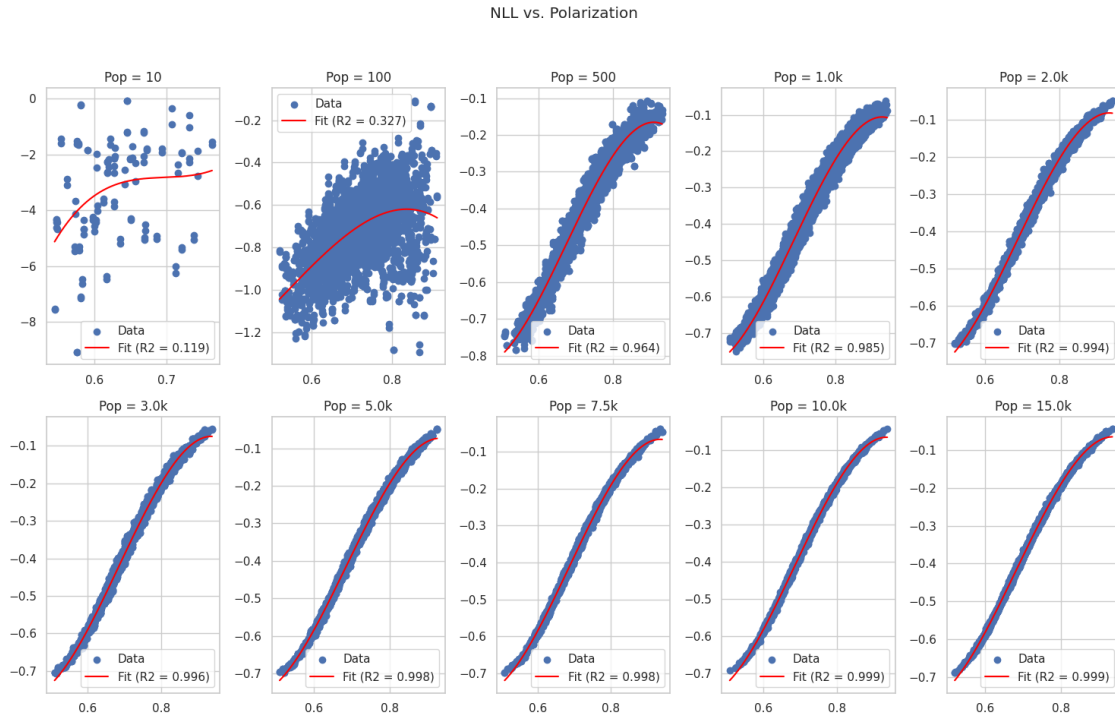 NLL vs. Polarization
Pop = 10
0
−2
−4
−6
−8
0.6 0.7
Data
Fit (R2 = 0.119)
Pop = 100
−0.2
−0.4
−0.6
−0.8
−1.0
−1.2
0.6 0.8
Data
Fit (R2 = 0.327)
Pop = 500
−0.1
−0.2
−0.3
−0.4
−0.5
−0.6
−0.7
−0.8
0.6 0.8
Data
Fit (R2 = 0.964)
Pop = 1.0k
−0.1
−0.2
−0.3
−0.4
−0.5
−0.6
−0.7
0.6 0.8
Data
Fit (R2 = 0.985)
Pop = 2.0k
−0.1
−0.2
−0.3
−0.4
−0.5
−0.6
−0.7
0.6 0.8
Data
Fit (R2 = 0.994)
Pop = 3.0k
−0.1
−0.2
−0.3
−0.4
−0.5
−0.6
−0.7
0.6 0.8
Data
Fit (R2 = 0.996)
Pop = 5.0k
−0.1
−0.2
−0.3
−0.4
−0.5
−0.6
−0.7
0.6 0.8
Data
Fit (R2 = 0.998)
Pop = 7.5k
−0.1
−0.2
−0.3
−0.4
−0.5
−0.6
−0.7
0.6 0.8
Data
Fit (R2 = 0.998)
Pop = 10.0k
−0.1
−0.2
−0.3
−0.4
−0.5
−0.6
−0.7
0.6 0.8
Data
Fit (R2 = 0.999)
Pop = 15.0k
−0.1
−0.2
−0.3
−0.4
−0.5
−0.6
−0.7
0.6 0.8
Data
Fit (R2 = 0.999)